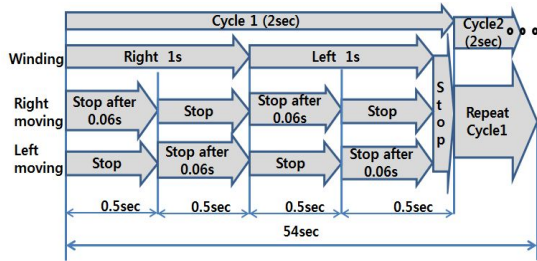 Cycle 1 (2sec)
Cycle2
(2sec)
Winding
Right 1s
Left 1s
Right
moving
Stop after
0.06s
Stop
Stop after
0.06s
Stop
Stop
Repeat
Cycle1
Left
moving
Stop
Stop after
0.06s
Stop
Stop after
0.06s
0.5sec
0.5sec
0.5sec
0.5sec
54sec